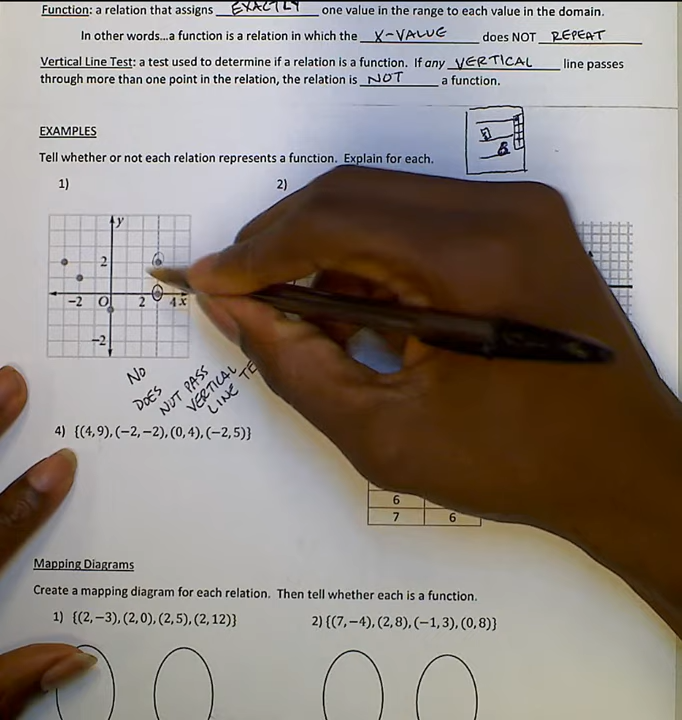 Function: a relation that assigns EXACTLY one value in the range to each value in the domain.
In other words...a function is a relation in which the X-VALUE does NOT REPEAT
Vertical Line Test: a test used to determine if a relation is a function. If any VERTICAL line passes
through more than one point in the relation, the relation is NOT a function.
EXAMPLES
Tell whether or not each relation represents a function. Explain for each.
1)
2)
y
2
-2 O 2 4 x
-2
NO
DOES
NOT PASS
VERTICAL
LINE
4) {(4,9),(−2,−2),(0,4),(−2,5)}
6
7 6
Mapping Diagrams
Create a mapping diagram for each relation. Then tell whether each is a function.
1) {(2,−3),(2,0),(2,5),(2,12)}
2) {(7,−4),(2,8),(−1,3),(0,8)}